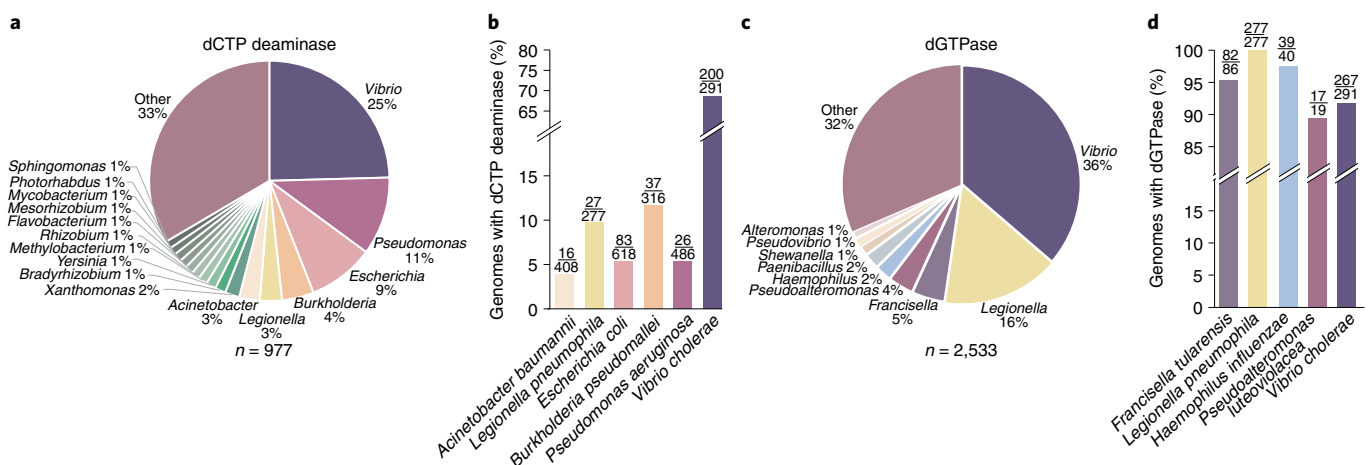 a
dCTP deaminase
Vibrio
25%
Pseudomonas
11%
Escherichia
9%
Burkholderia
4%
Legionella
3%
Acinetobacter
3%
Xanthomonas 2%
Bradyrhizobium 1%
Yersinia 1%
Methylobacterium 1%
Rhizobium 1%
Flavobacterium 1%
Mesorhizobium 1%
Mycobacterium 1%
Photorhabdus 1%
Sphingomonas 1%
Other
33%
n = 977
b
Genomes with dCTP deaminase (%)
80
75
70
65
15
10
5
0
16
408
27
277
83
618
37
316
26
486
200
291
Acinetobacter baumannii
Legionella pneumophila
Escherichia coli
Burkholderia pseudomallei
Pseudomonas aeruginosa
Vibrio cholerae
c
dGTPase
Vibrio
36%
Legionella
16%
Francisella
5%
Pseudoalteromonas 4%
Haemophilus 2%
Paenibacillus 2%
Shewanella 1%
Pseudovibrio 1%
Alteromonas 1%
Other
32%
n = 2,533
d
Genomes with dGTPase (%)
100
95
90
85
20
15
10
5
0
82
86
277
277
39
40
17
19
267
291
Francisella tularensis
Legionella pneumophila
Haemophilus influenzae
Pseudoalteromonas
luteoviolacea
Vibrio cholerae